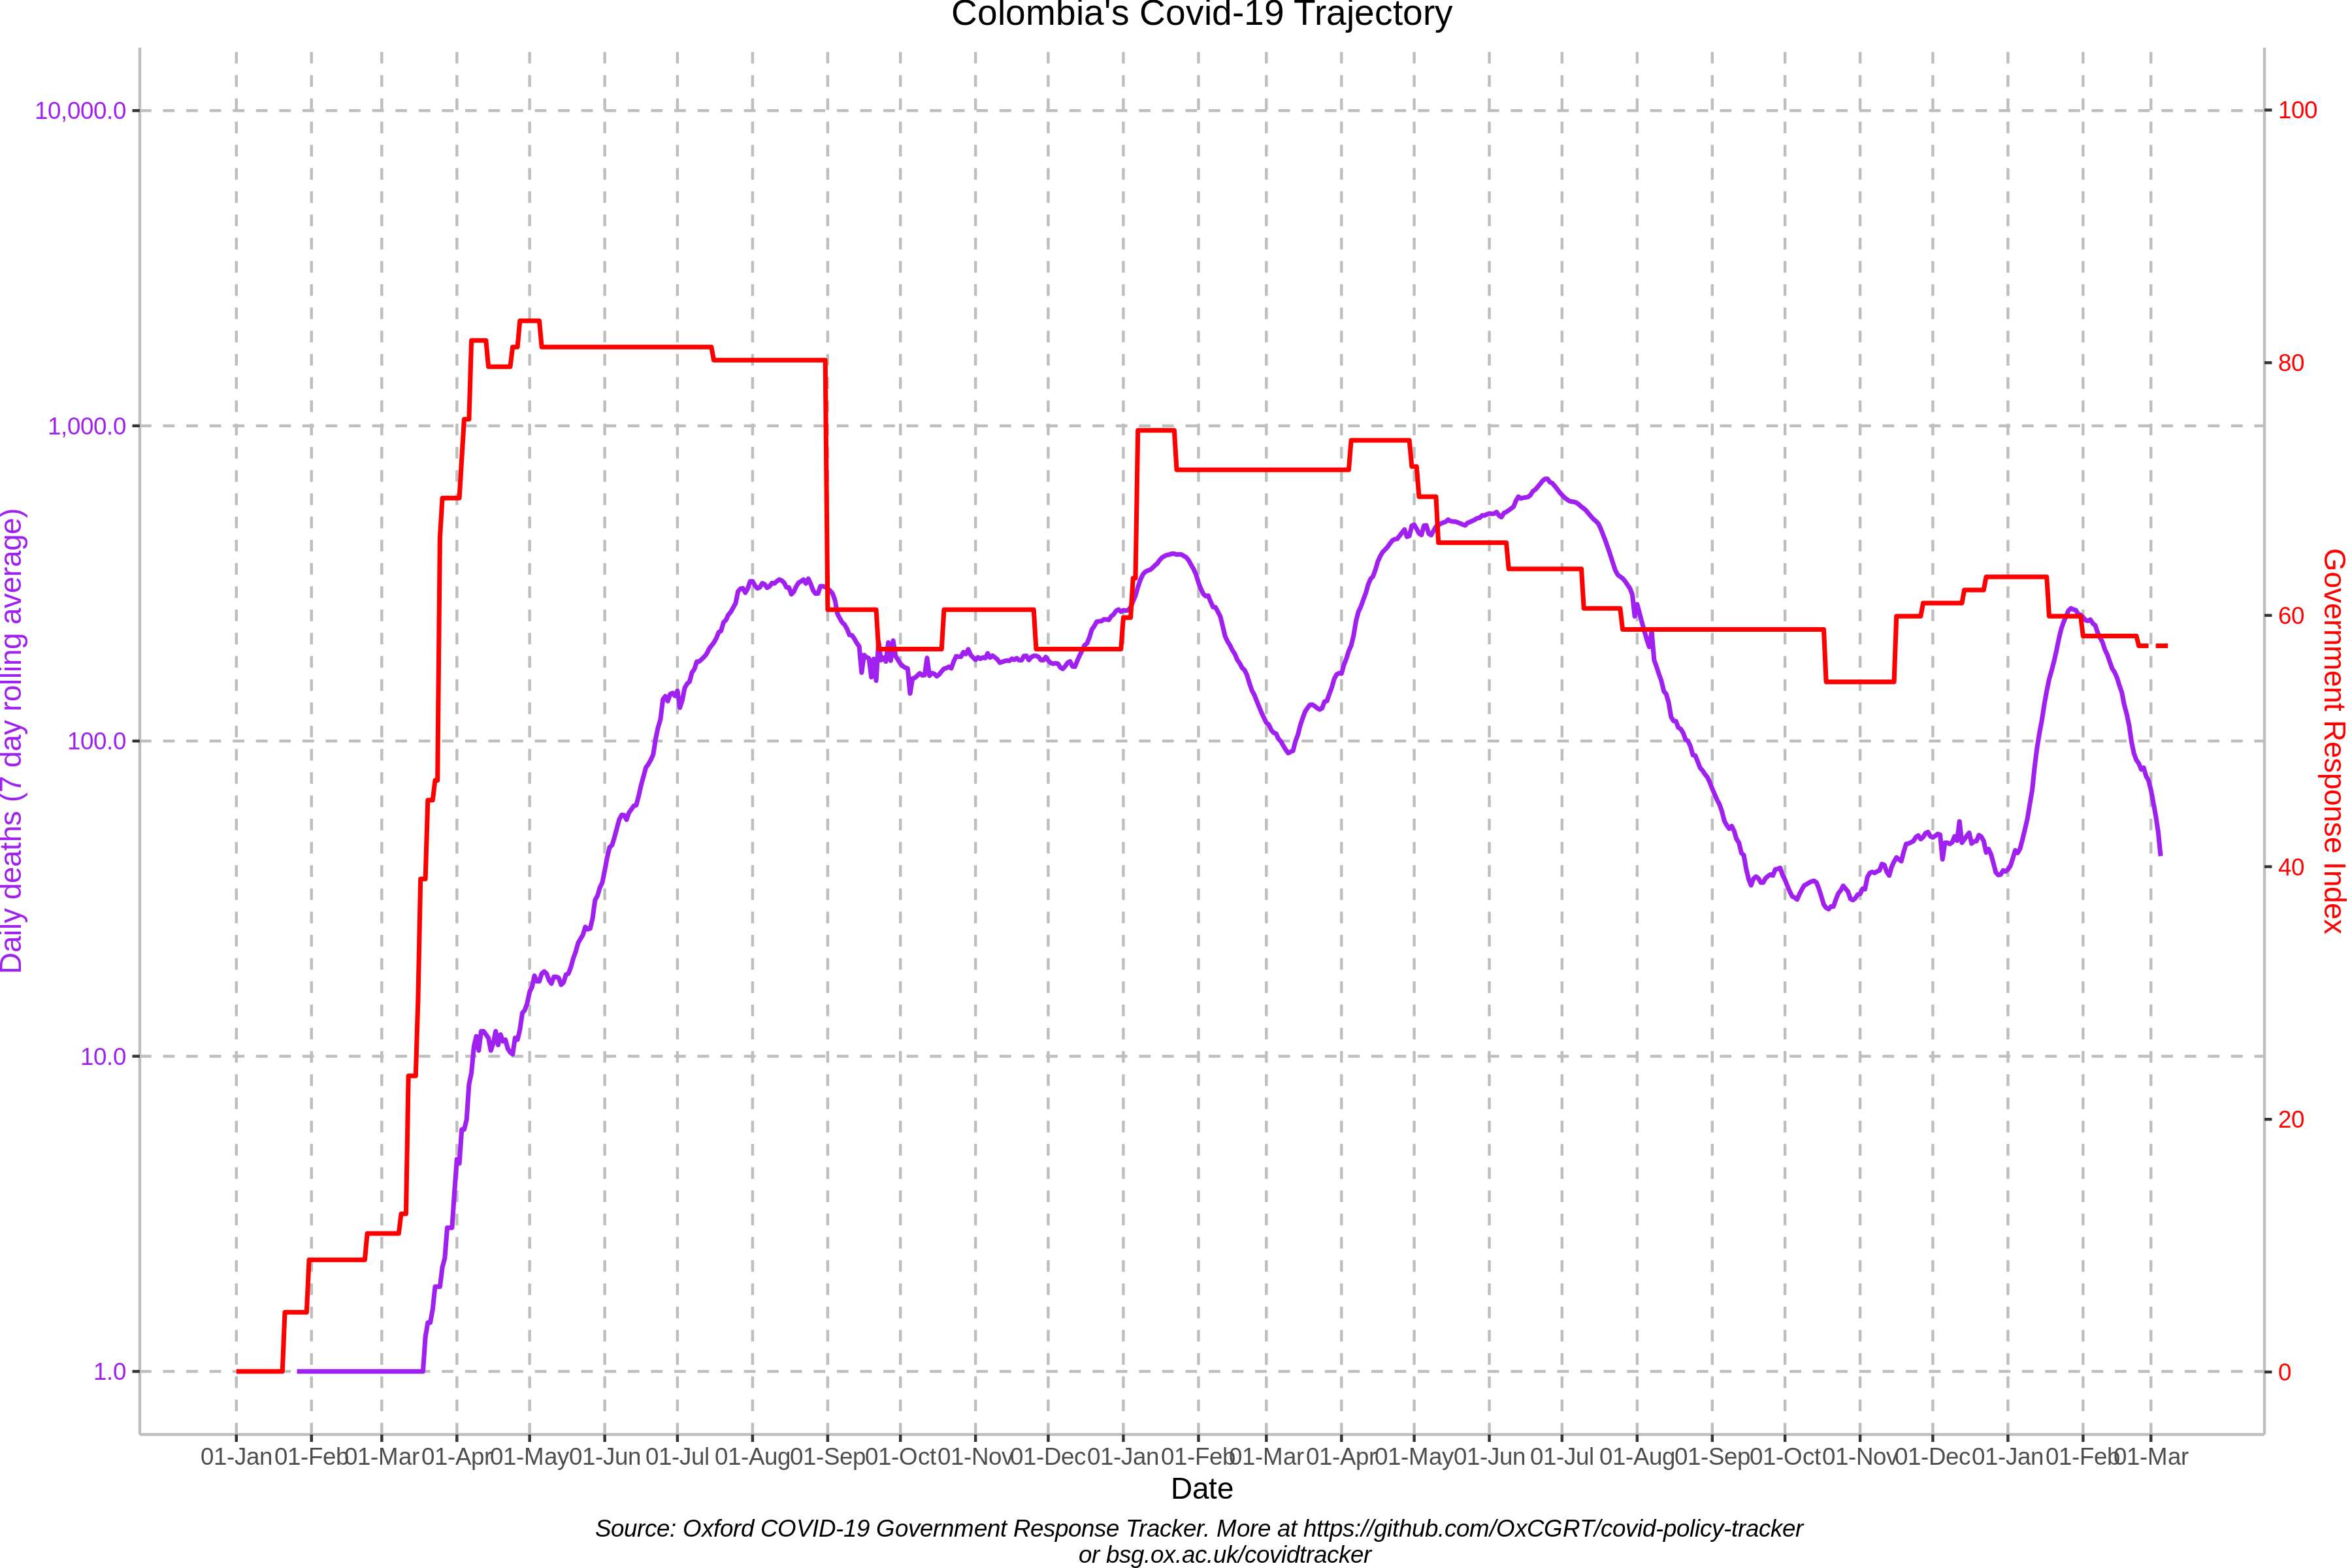 Colombia's Covid-19 Trajectory
10,000.0
1,000.0
100.0
10.0
1.0
Daily deaths (7 day rolling average)
100
80
60
40
20
0
Government Response Index
01-Jan 01-Feb 01-Mar 01-Apr 01-May 01-Jun 01-Jul 01-Aug 01-Sep 01-Oct 01-Nov 01-Dec 01-Jan 01-Feb 01-Mar 01-Apr 01-May 01-Jun 01-Jul 01-Aug 01-Sep 01-Oct 01-Nov 01-Dec 01-Jan 01-Feb 01-Mar
Date
Source: Oxford COVID-19 Government Response Tracker. More at https://github.com/OxCGRT/covid-policy-tracker
or bsg.ox.ac.uk/covidtracker